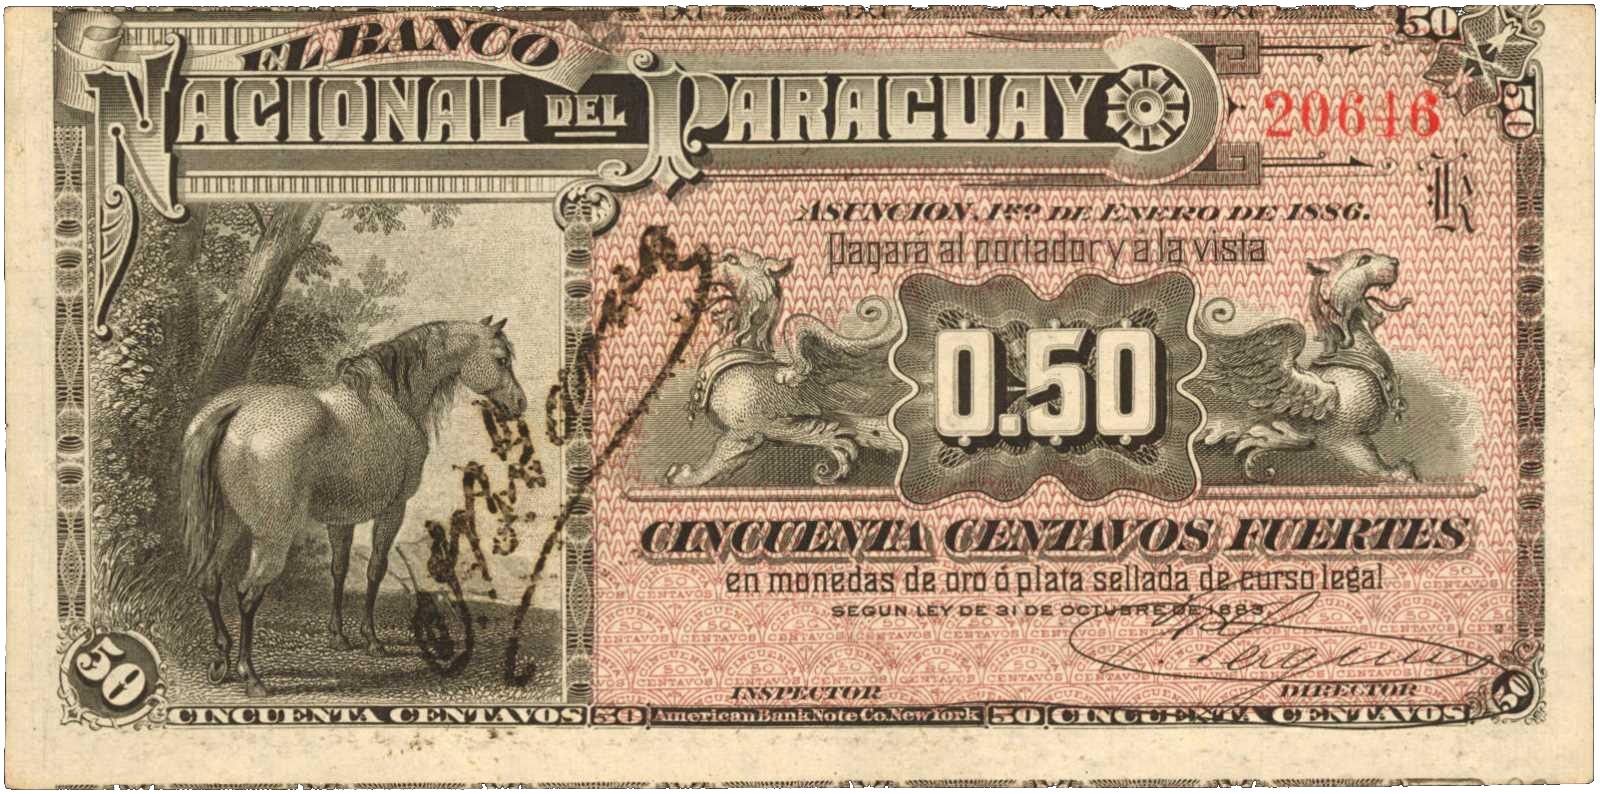 50
EL BANCO
NACIONAL DEL PARAGUAY
20646
50
R
ASUNCION, 1RO. DE ENERO DE 1886.
Pagará al portador y á la vista
0.50
CINCUENTA CENTAVOS FUERTES
en monedas de oro ó plata sellada de curso legal
SEGUN LEY DE 31 DE OCTUBRE DE 1883
INSPECTOR DIRECTOR
50 CINCUENTA CENTAVOS 50 American Bank Note Co. New York 50 CINCUENTA CENTAVOS 50